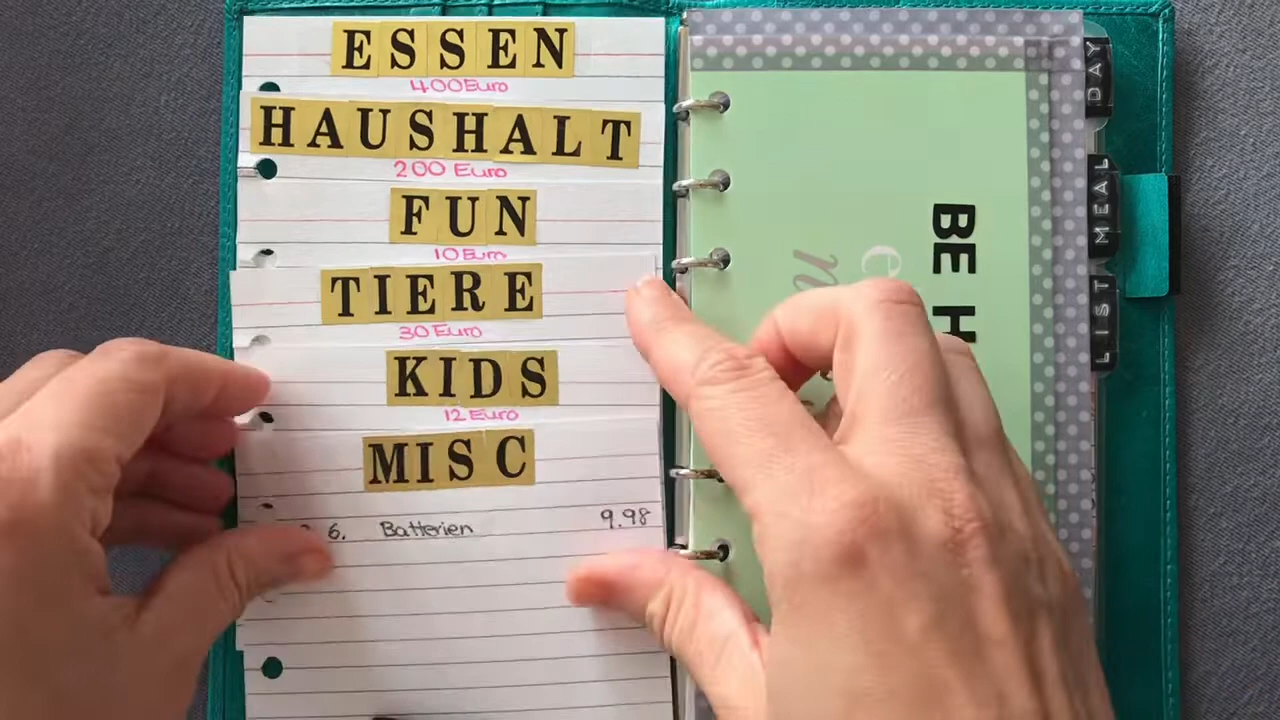 ESSEN
400 Euro
HAUSHALT
200 Euro
FUN
10 Euro
TIERE
30 Euro
KIDS
12 Euro
MISC
6. Batterien 9.98
BE H
DAY
MEAL
LIST